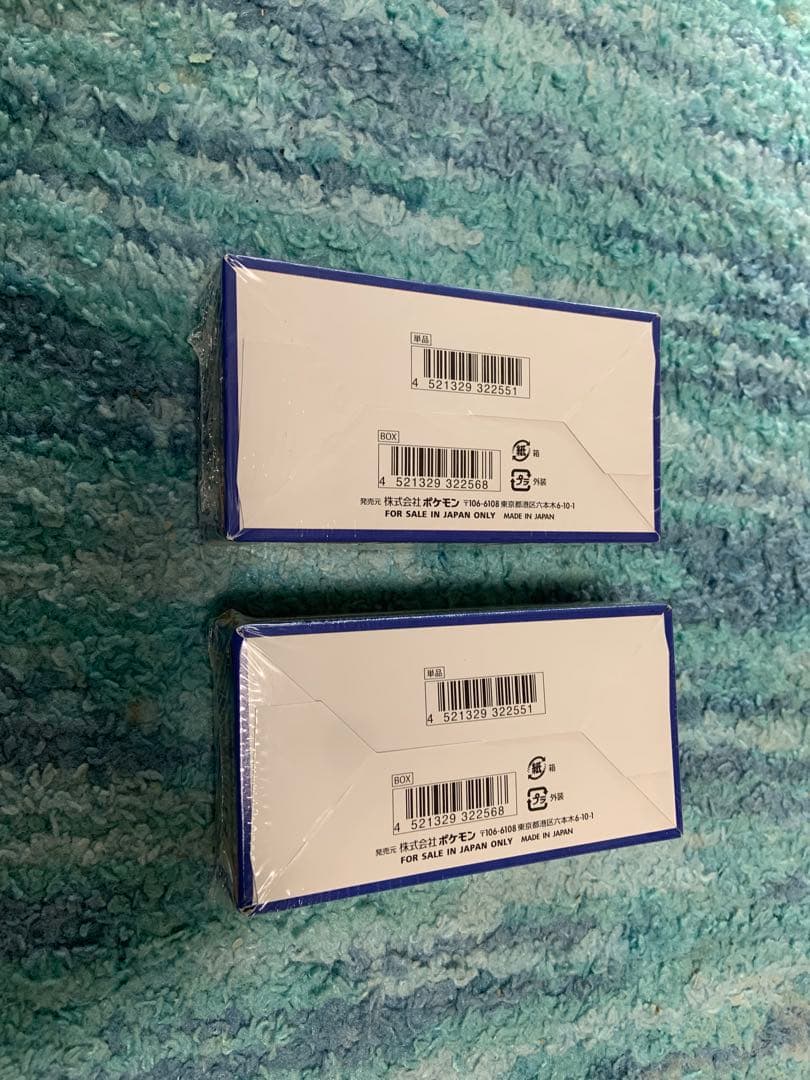 単品
4 521329 322551
BOX
4 521329 322568
紙 箱
プラ 外装
発売元 株式会社ポケモン 〒106-6108 東京都港区六本木6-10-1
FOR SALE IN JAPAN ONLY MADE IN JAPAN
単品
4 521329 322551
BOX
4 521329 322568
紙 箱
プラ 外装
発売元 株式会社ポケモン 〒106-6108 東京都港区六本木6-10-1
FOR SALE IN JAPAN ONLY MADE IN JAPAN